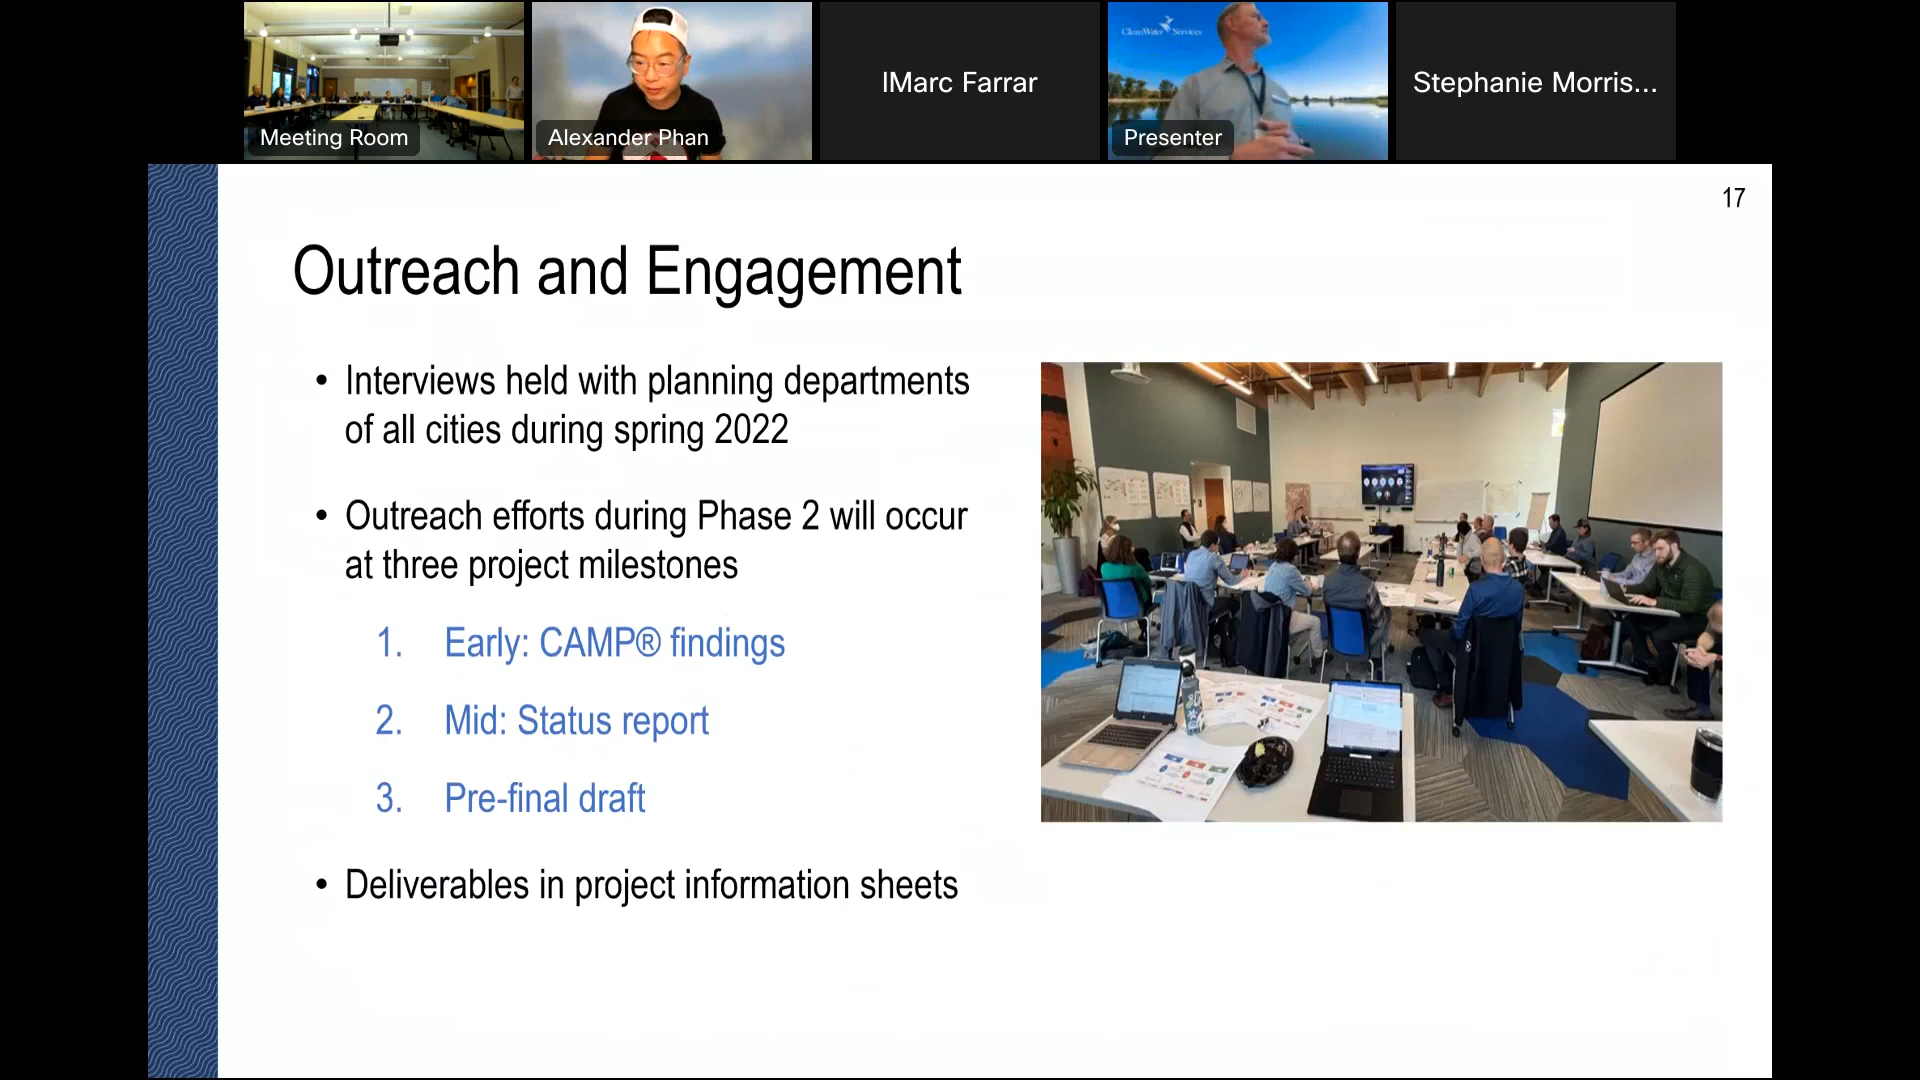 CleanWater Services
Meeting Room
Alexander Phan
IMarc Farrar
Presenter
Stephanie Morris...
17
Outreach and Engagement
• Interviews held with planning departments
of all cities during spring 2022
• Outreach efforts during Phase 2 will occur
at three project milestones
1. Early: CAMP® findings
2. Mid: Status report
3. Pre-final draft
• Deliverables in project information sheets